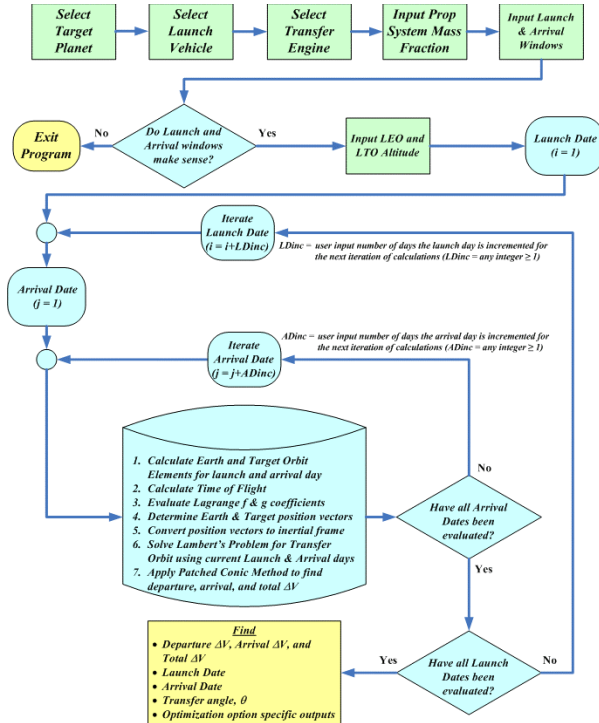 Select
Target
Planet
Select
Launch
Vehicle
Select
Transfer
Engine
Input Prop
System Mass
Fraction
Input Launch
& Arrival
Windows
Exit
Program
No
Do Launch and
Arrival windows
make sense?
Yes
Input LEO and
LTO Altitude
Launch Date
(i = 1)
Iterate
Launch Date
(i = i+LDinc)
LDinc = user input number of days the launch day is incremented for
the next iteration of calculations (LDinc = any integer ≥ 1)
Arrival Date
(j = 1)
ADinc = user input number of days the arrival day is incremented for
the next iteration of calculations (ADinc = any integer ≥ 1)
Iterate
Arrival Date
(j = j+ADinc)
1. Calculate Earth and Target Orbit
Elements for launch and arrival day
2. Calculate Time of Flight
3. Evaluate Lagrange f & g coefficients
4. Determine Earth & Target position vectors
5. Convert position vectors to inertial frame
6. Solve Lambert's Problem for Transfer
Orbit using current Launch & Arrival days
7. Apply Patched Conic Method to find
departure, arrival, and total ΔV
No
Have all Arrival
Dates been
evaluated?
Yes
Find
• Departure ΔV, Arrival ΔV, and
Total ΔV
• Launch Date
• Arrival Date
• Transfer angle, θ
• Optimization option specific outputs
Yes
Have all Launch
Dates been
evaluated?
No